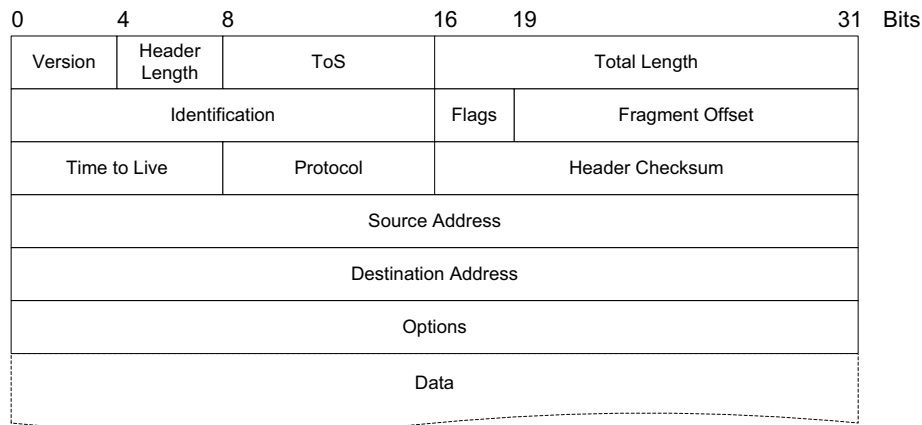 0 4 8 16 19 31 Bits
Version Header Length ToS Total Length
Identification Flags Fragment Offset
Time to Live Protocol Header Checksum
Source Address
Destination Address
Options
Data